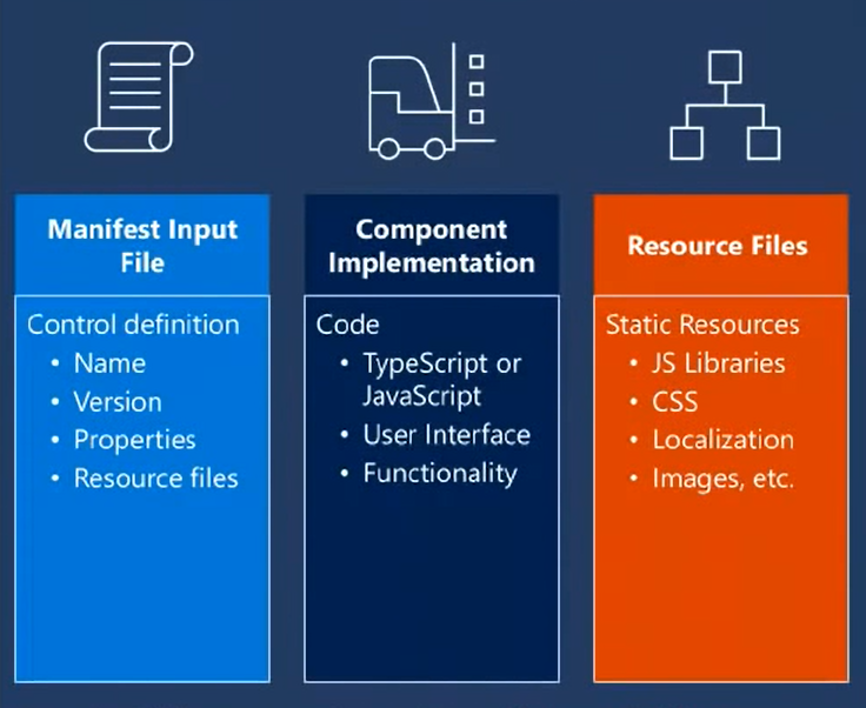 Manifest Input
File
Control definition
• Name
• Version
• Properties
• Resource files
Component
Implementation
Code
• TypeScript or
JavaScript
• User Interface
• Functionality
Resource Files
Static Resources
• JS Libraries
• CSS
• Localization
• Images, etc.